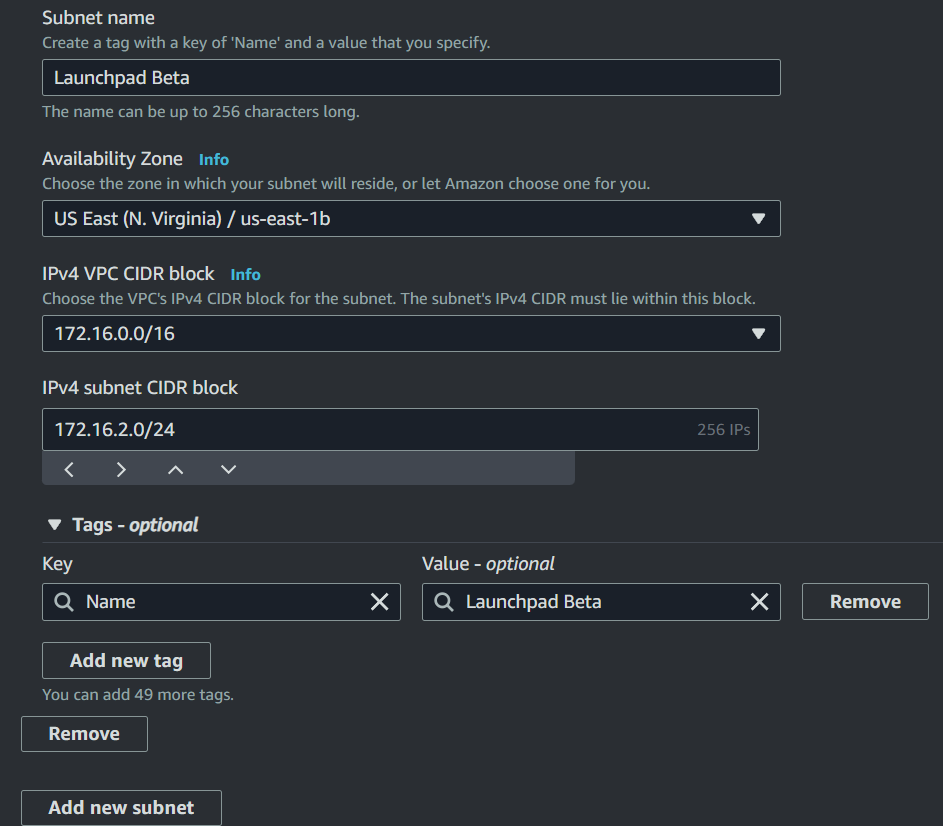 Subnet name
Create a tag with a key of 'Name' and a value that you specify.
Launchpad Beta
The name can be up to 256 characters long.
Availability Zone Info
Choose the zone in which your subnet will reside, or let Amazon choose one for you.
US East (N. Virginia) / us-east-1b
IPv4 VPC CIDR block Info
Choose the VPC's IPv4 CIDR block for the subnet. The subnet's IPv4 CIDR must lie within this block.
172.16.0.0/16
IPv4 subnet CIDR block
172.16.2.0/24 256 IPs
Tags - optional
Key Value - optional
Name Launchpad Beta Remove
Add new tag
You can add 49 more tags.
Remove
Add new subnet